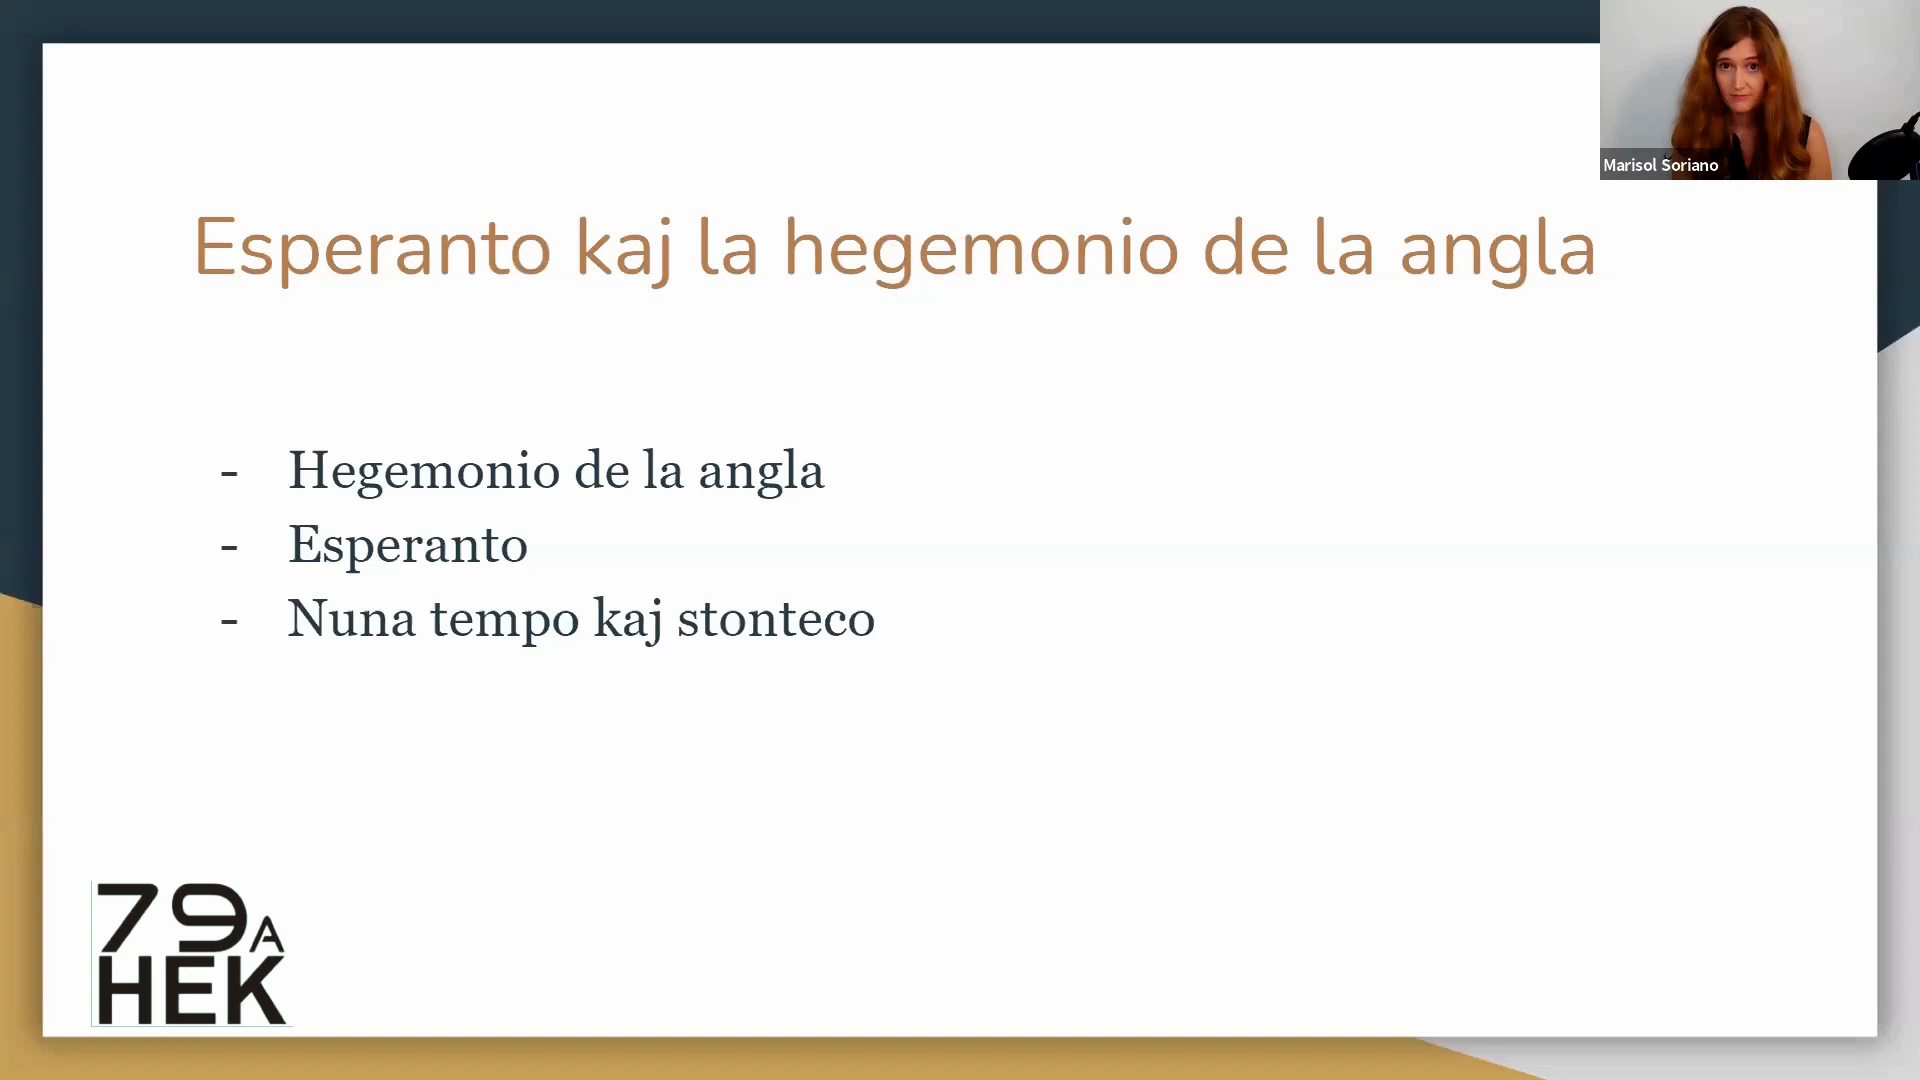 Marisol Soriano
Esperanto kaj la hegemonio de la angla
- Hegemonio de la angla
- Esperanto
- Nuna tempo kaj stonteco
79A
HEK